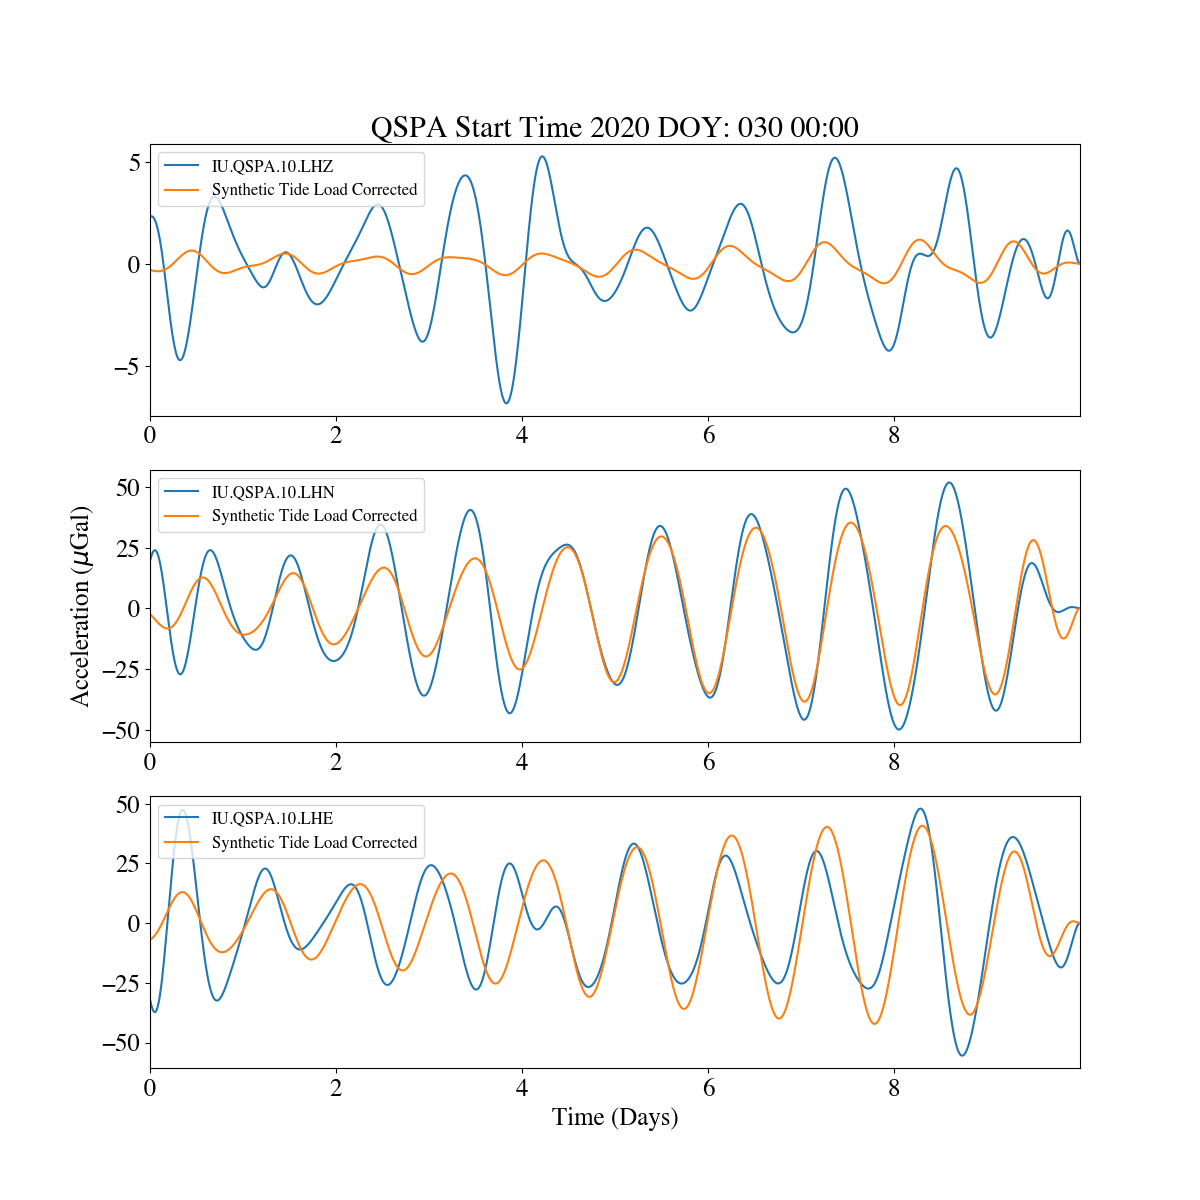 QSPA Start Time 2020 DOY: 030 00:00
IU.QSPA.10.LHZ
Synthetic Tide Load Corrected
5
0
−5
0 2 4 6 8
IU.QSPA.10.LHN
Synthetic Tide Load Corrected
50
25
0
−25
−50
0 2 4 6 8
Acceleration (μGal)
IU.QSPA.10.LHE
Synthetic Tide Load Corrected
50
25
0
−25
−50
0 2 4 6 8
Time (Days)